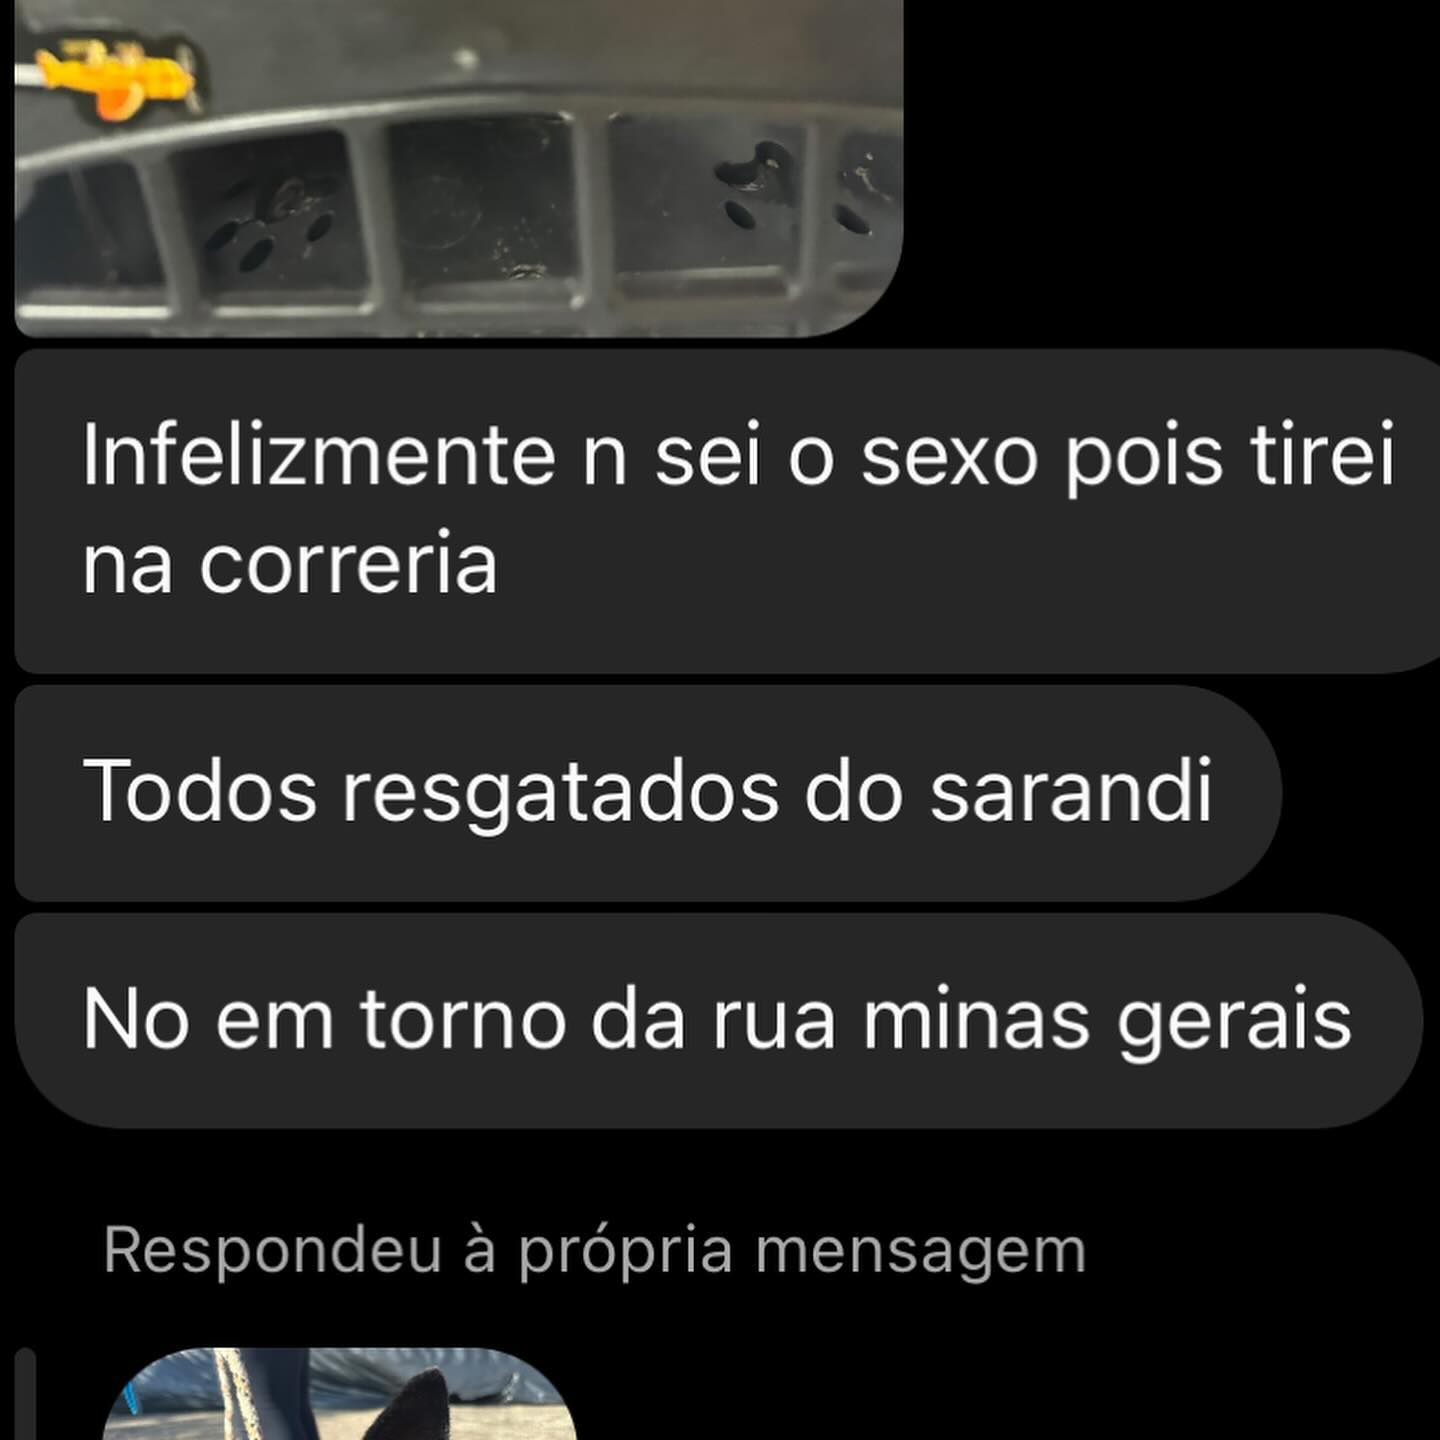 Infelizmente n sei o sexo pois tirei
na correria
Todos resgatados do sarandi
No em torno da rua minas gerais
Respondeu à própria mensagem